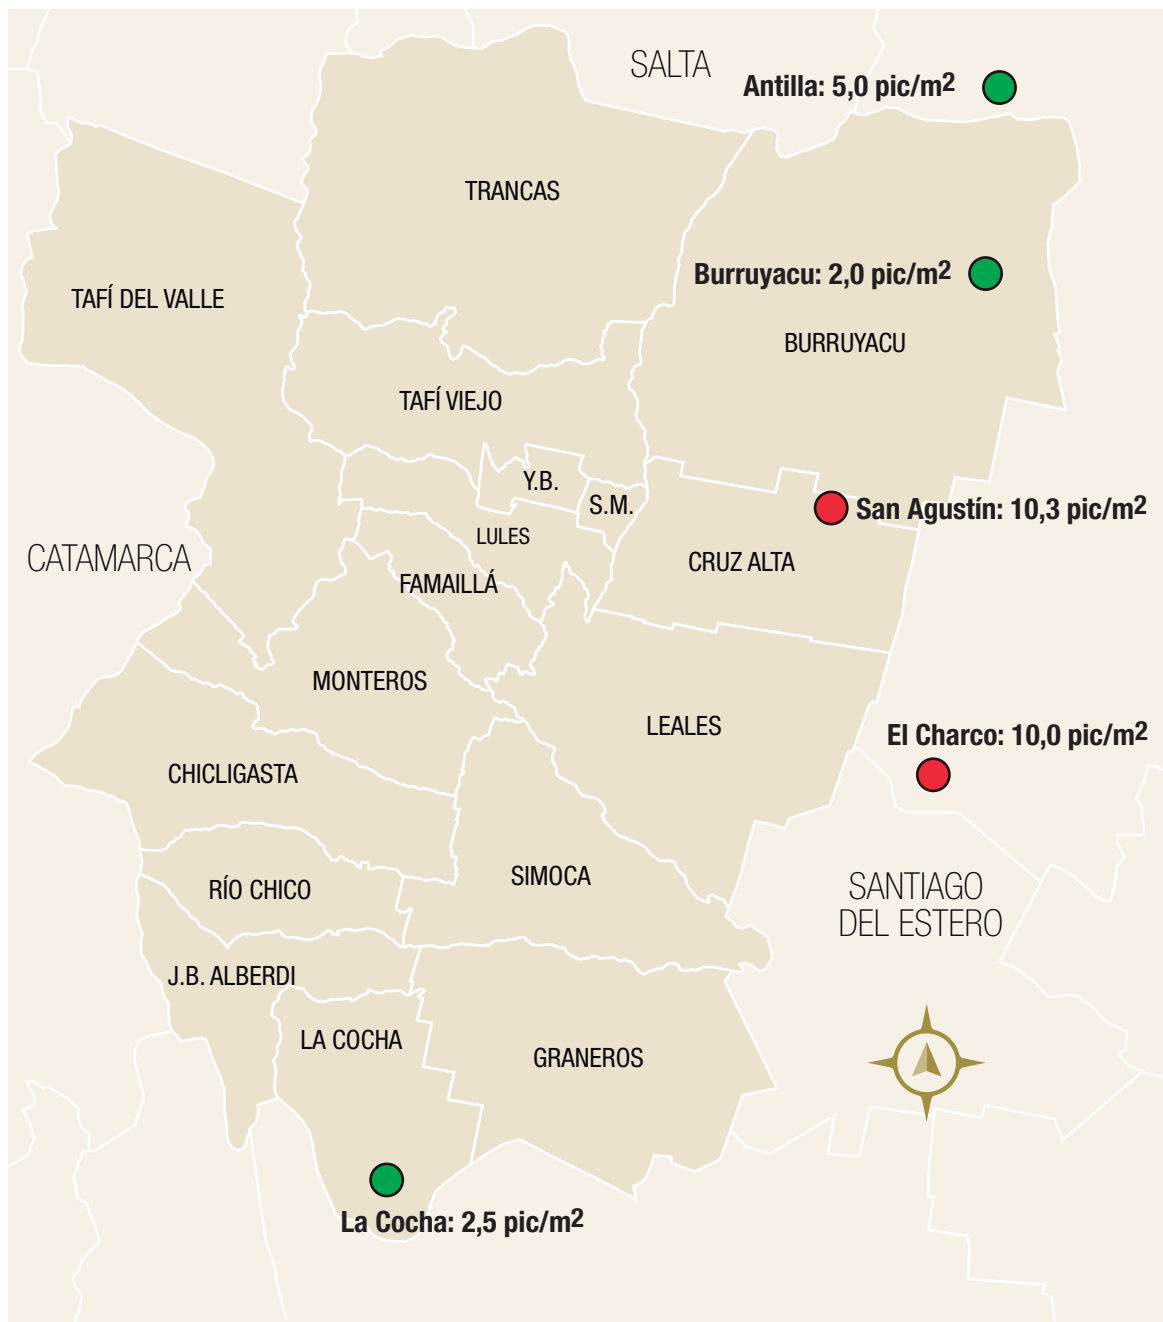 SALTA
Antilla: 5,0 pic/m2
TRANCAS
Burruyacu: 2,0 pic/m2
TAFÍ DEL VALLE
BURRUYACU
TAFÍ VIEJO
Y.B.
S.M.
San Agustín: 10,3 pic/m2
LULES
CATAMARCA
CRUZ ALTA
FAMAILLÁ
MONTEROS
LEALES
El Charco: 10,0 pic/m2
CHICLIGASTA
SIMOCA
RÍO CHICO
SANTIAGO
DEL ESTERO
J.B. ALBERDI
LA COCHA
GRANEROS
La Cocha: 2,5 pic/m2